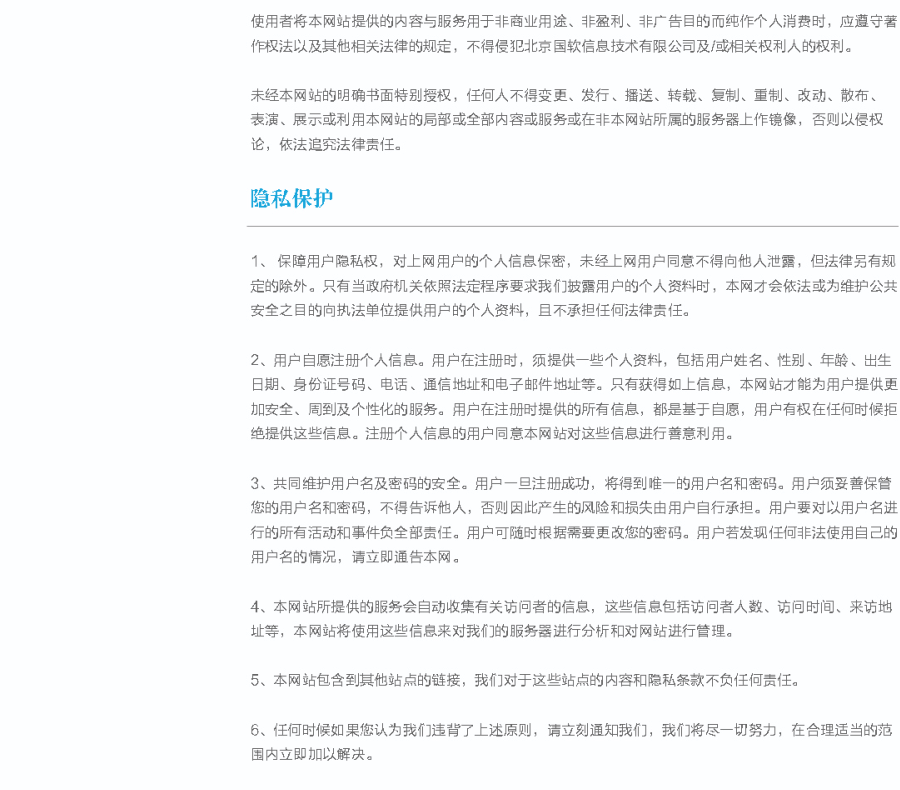 使用者将本网站提供的内容与服务用于非商业用途、非盈利、非广告目的而纯作个人消费时，应遵守著
作权法以及其他相关法律的规定，不得侵犯北京国软信息技术有限公司及/或相关权利人的权利。
未经本网站的明确书面特别授权，任何人不得变更、发行、播送、转载、复制、重制、改动、散布、
表演、展示或利用本网站的局部或全部内容或服务或在非本网站所属的服务器上作镜像，否则以侵权
论，依法追究法律责任。
隐私保护
1、 保障用户隐私权，对上网用户的个人信息保密，未经上网用户同意不得向他人泄露，但法律另有规
定的除外。只有当政府机关依照法定程序要求我们披露用户的个人资料时，本网才会依法或为维护公共
安全之目的向执法单位提供用户的个人资料，且不承担任何法律责任。
2、用户自愿注册个人信息。用户在注册时，须提供一些个人资料，包括用户姓名、性别、年龄、出生
日期、身份证号码、电话、通信地址和电子邮件地址等。只有获得如上信息，本网站才能为用户提供更
加安全、周到及个性化的服务。用户在注册时提供的所有信息，都是基于自愿，用户有权在任何时候拒
绝提供这些信息。注册个人信息的用户同意本网站对这些信息进行善意利用。
3、共同维护用户名及密码的安全。用户一旦注册成功，将得到唯一的用户名和密码。用户须妥善保管
您的用户名和密码，不得告诉他人，否则因此产生的风险和损失由用户自行承担。用户要对以用户名进
行的所有活动和事件负全部责任。用户可随时根据需要更改您的密码。用户若发现任何非法使用自己的
用户名的情况，请立即通告本网。
4、本网站所提供的服务会自动收集有关访问者的信息，这些信息包括访问者人数、访问时间、来访地
址等，本网站将使用这些信息来对我们的服务器进行分析和对网站进行管理。
5、本网站包含到其他站点的链接，我们对于这些站点的内容和隐私条款不负任何责任。
6、任何时候如果您认为我们违背了上述原则，请立刻通知我们，我们将尽一切努力，在合理适当的范
围内立即加以解决。